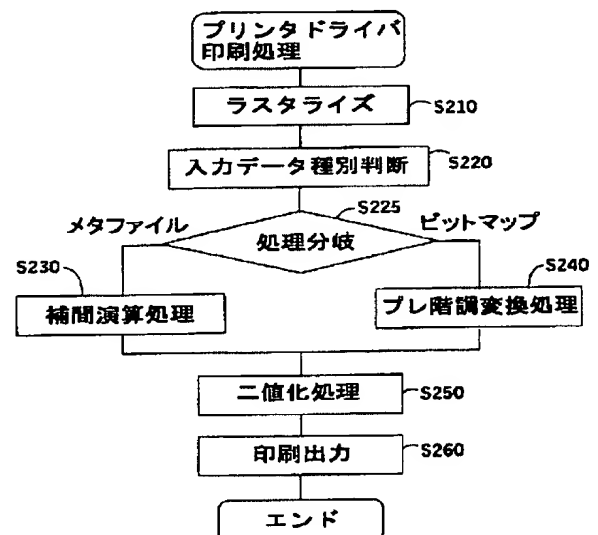 プリンタドライバ
印刷処理
ラスタライズ
S210
入力データ種別判断
S220
S225
メタファイル
処理分岐
ビットマップ
S230
S240
補間演算処理
プレ階調変換処理
二値化処理
S250
印刷出力
S260
エンド